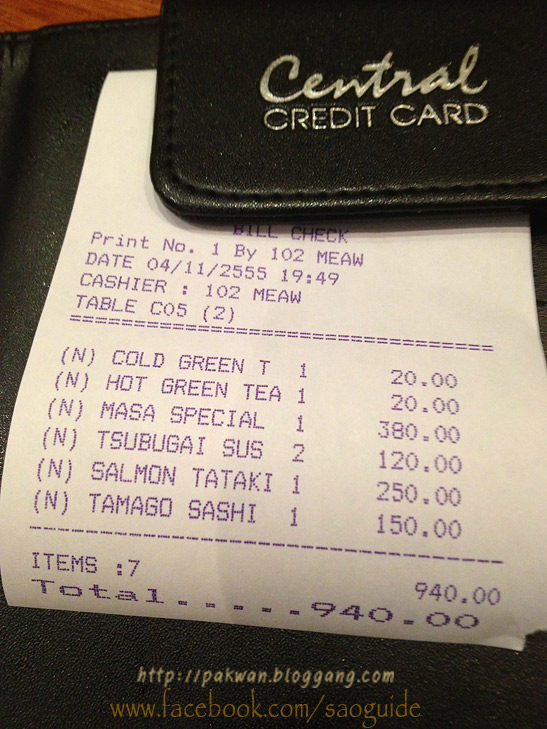 Central
CREDIT CARD
BILL CHECK
Print No. 1 By 102 MEAW
DATE 04/11/2555 19:49
CASHIER : 102 MEAW
TABLE C05 (2)
================================
(N) COLD GREEN T 1 20.00
(N) HOT GREEN TEA 1 20.00
(N) MASA SPECIAL 1 380.00
(N) TSUBUGAI SUS 2 120.00
(N) SALMON TATAKI 1 250.00
(N) TAMAGO SASHI 1 150.00
--------------------------------
ITEMS :7 940.00
Total.....940.00
http://pakwan.bloggang.com
www.facebook.com/saoguide